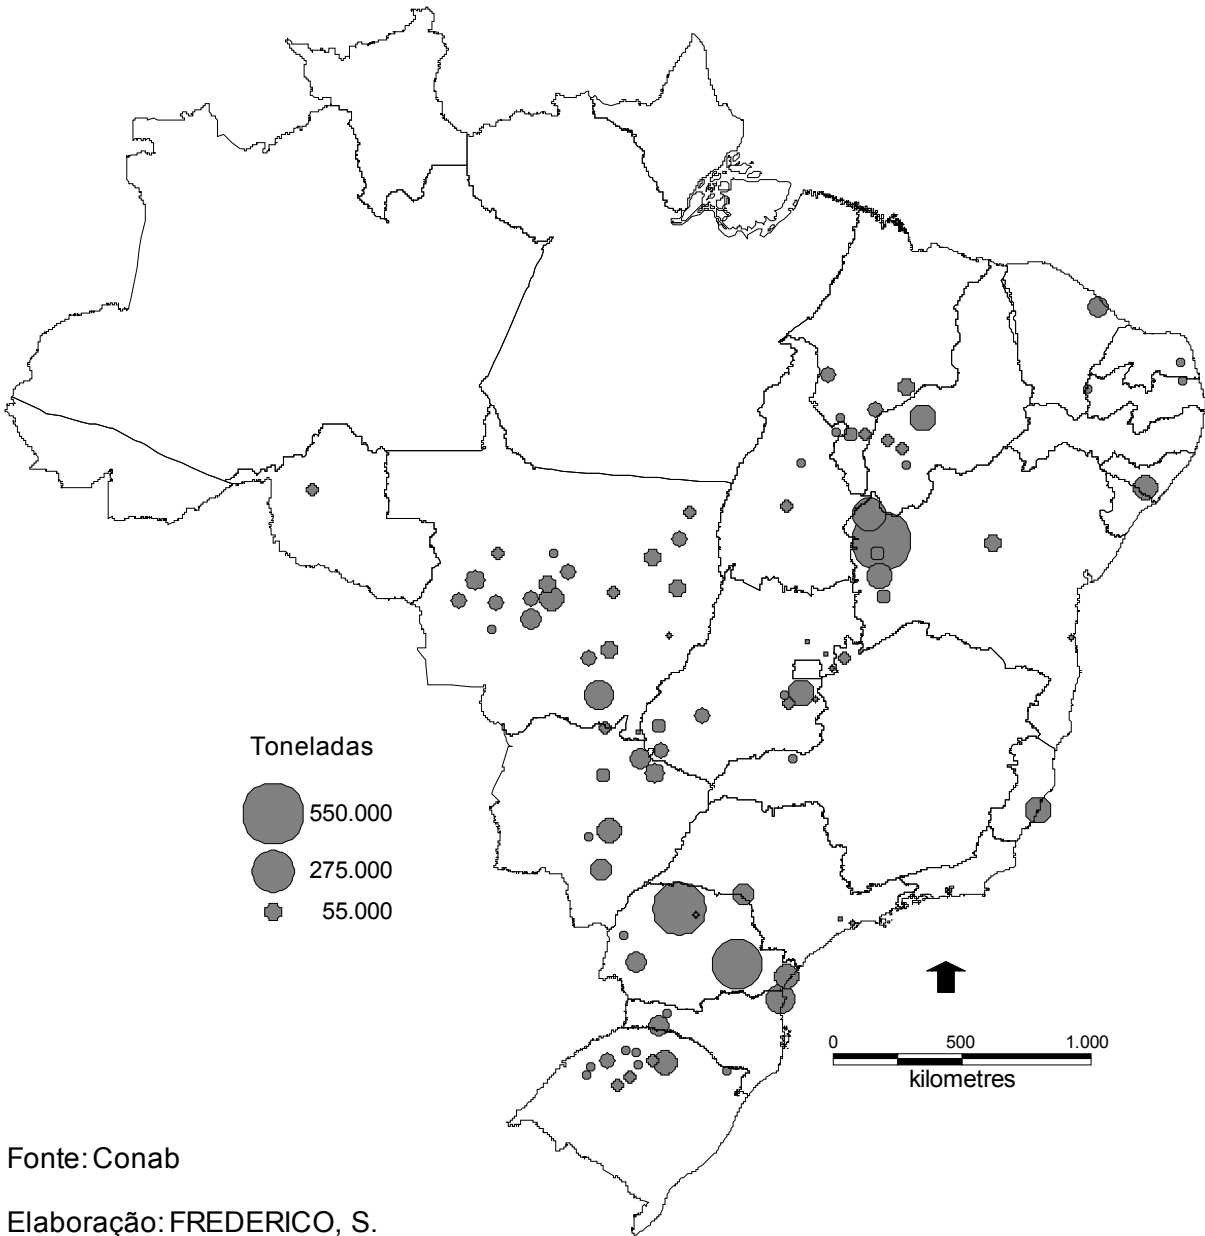 Toneladas
550.000
275.000
55.000
0 500 1.000
kilometres
Fonte: Conab
Elaboração: FREDERICO, S.